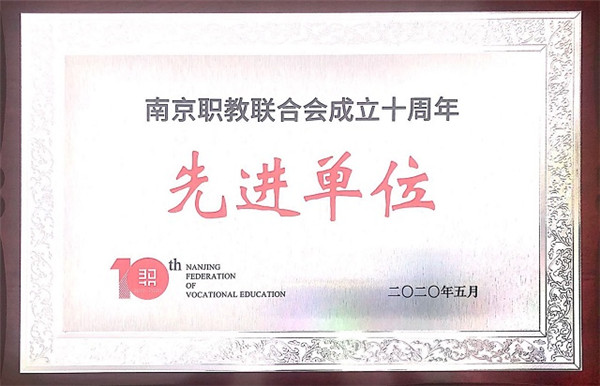 南京职教联合会成立十周年
先进单位
10th
NANJING
FEDERATION
OF
VOCATIONAL EDUCATION
二〇二〇年五月